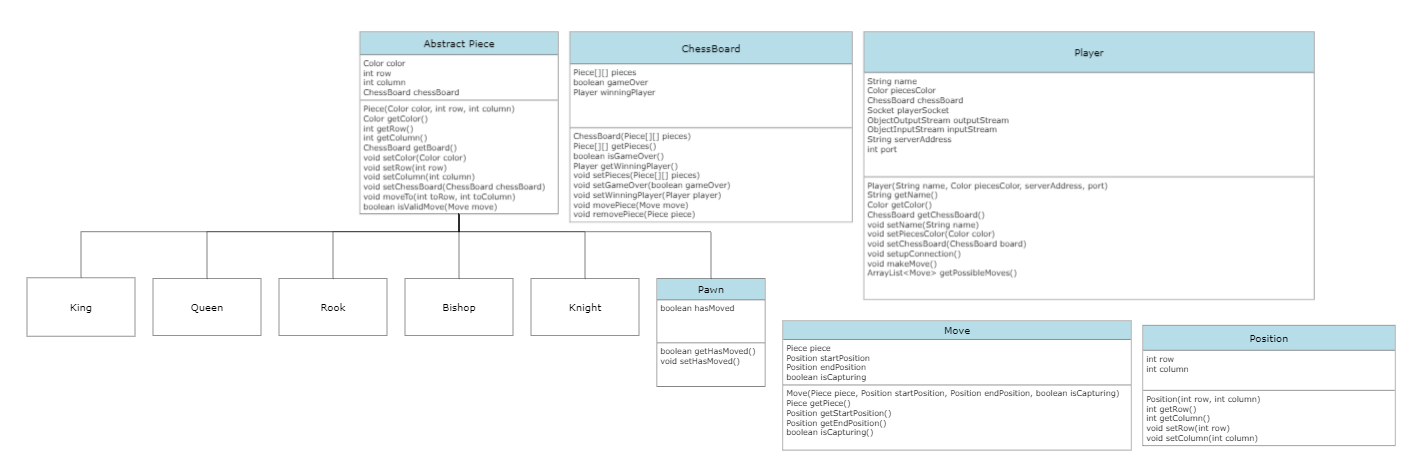 Abstract Piece
Color color
int row
int column
ChessBoard chessBoard
Piece(Color color, int row, int column)
Color getColor()
int getRow()
int getColumn()
ChessBoard getBoard()
void setColor(Color color)
void setRow(int row)
void setColumn(int column)
void setChessBoard(ChessBoard chessBoard)
void moveTo(int toRow, int toColumn)
boolean isValidMove(Move move)
ChessBoard
Piece[][] pieces
boolean gameOver
Player winningPlayer
ChessBoard(Piece[][] pieces)
Piece[][] getPieces()
boolean isGameOver()
Player getWinningPlayer()
void setPieces(Piece[][] pieces)
void setGameOver(boolean gameOver)
void setWinningPlayer(Player player)
void movePiece(Move move)
void removePiece(Piece piece)
Player
String name
Color piecesColor
ChessBoard chessBoard
Socket playerSocket
ObjectOutputStream outputStream
ObjectInputStream inputStream
String serverAddress
int port
Player(String name, Color piecesColor, serverAddress, port)
String getName()
Color getColor()
ChessBoard getChessBoard()
void setName(String name)
void setPiecesColor(Color color)
void setChessBoard(ChessBoard board)
void setupConnection()
void makeMove()
ArrayList<Move> getPossibleMoves()
King
Queen
Rook
Bishop
Knight
Pawn
boolean hasMoved
boolean getHasMoved()
void setHasMoved()
Move
Piece piece
Position startPosition
Position endPosition
boolean isCapturing
Move(Piece piece, Position startPosition, Position endPosition, boolean isCapturing)
Piece getPiece()
Position getStartPosition()
Position getEndPosition()
boolean isCapturing()
Position
int row
int column
Position(int row, int column)
int getRow()
int getColumn()
void setRow(int row)
void setColumn(int column)